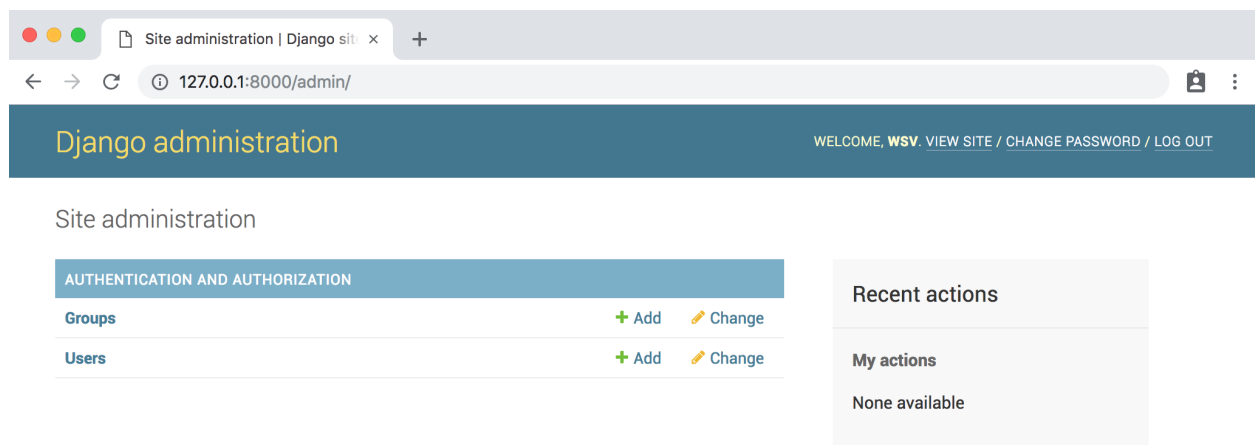 Site administration | Django sit
127.0.0.1:8000/admin/
Django administration
WELCOME, WSV. VIEW SITE / CHANGE PASSWORD / LOG OUT
Site administration
AUTHENTICATION AND AUTHORIZATION
Groups + Add Change
Users + Add Change
Recent actions
My actions
None available